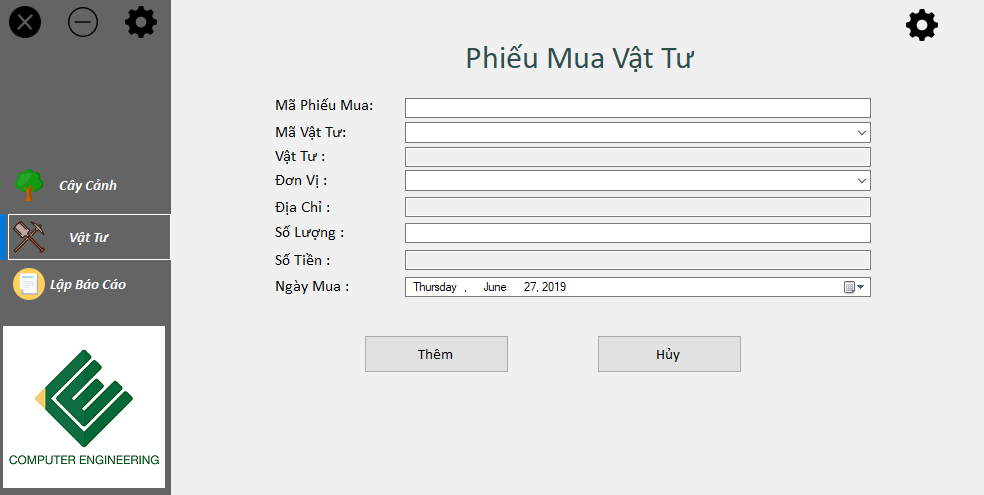 Phiếu Mua Vật Tư
Mã Phiếu Mua:
Mã Vật Tư:
Vật Tư :
Đơn Vị :
Địa Chỉ :
Số Lượng :
Số Tiền :
Ngày Mua : Thursday , June 27, 2019
Thêm Hủy
Cây Cảnh
Vật Tư
Lập Báo Cáo
COMPUTER ENGINEERING